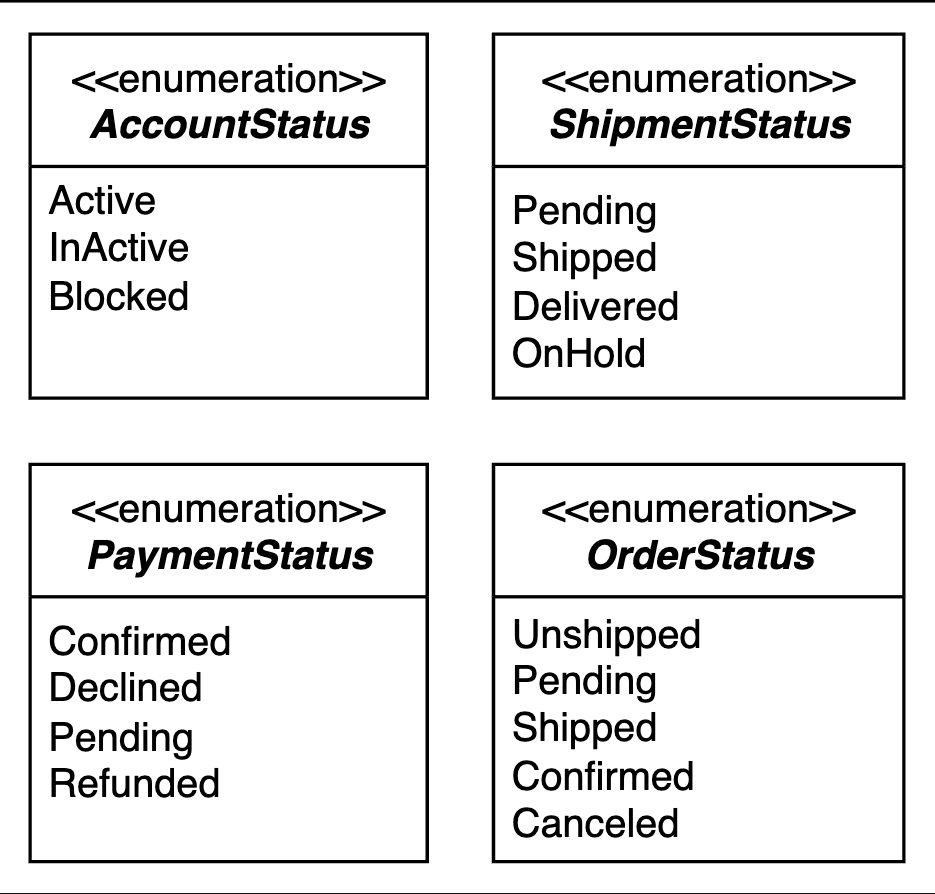 <<enumeration>>
AccountStatus
Active
InActive
Blocked
<<enumeration>>
ShipmentStatus
Pending
Shipped
Delivered
OnHold
<<enumeration>>
PaymentStatus
Confirmed
Declined
Pending
Refunded
<<enumeration>>
OrderStatus
Unshipped
Pending
Shipped
Confirmed
Canceled